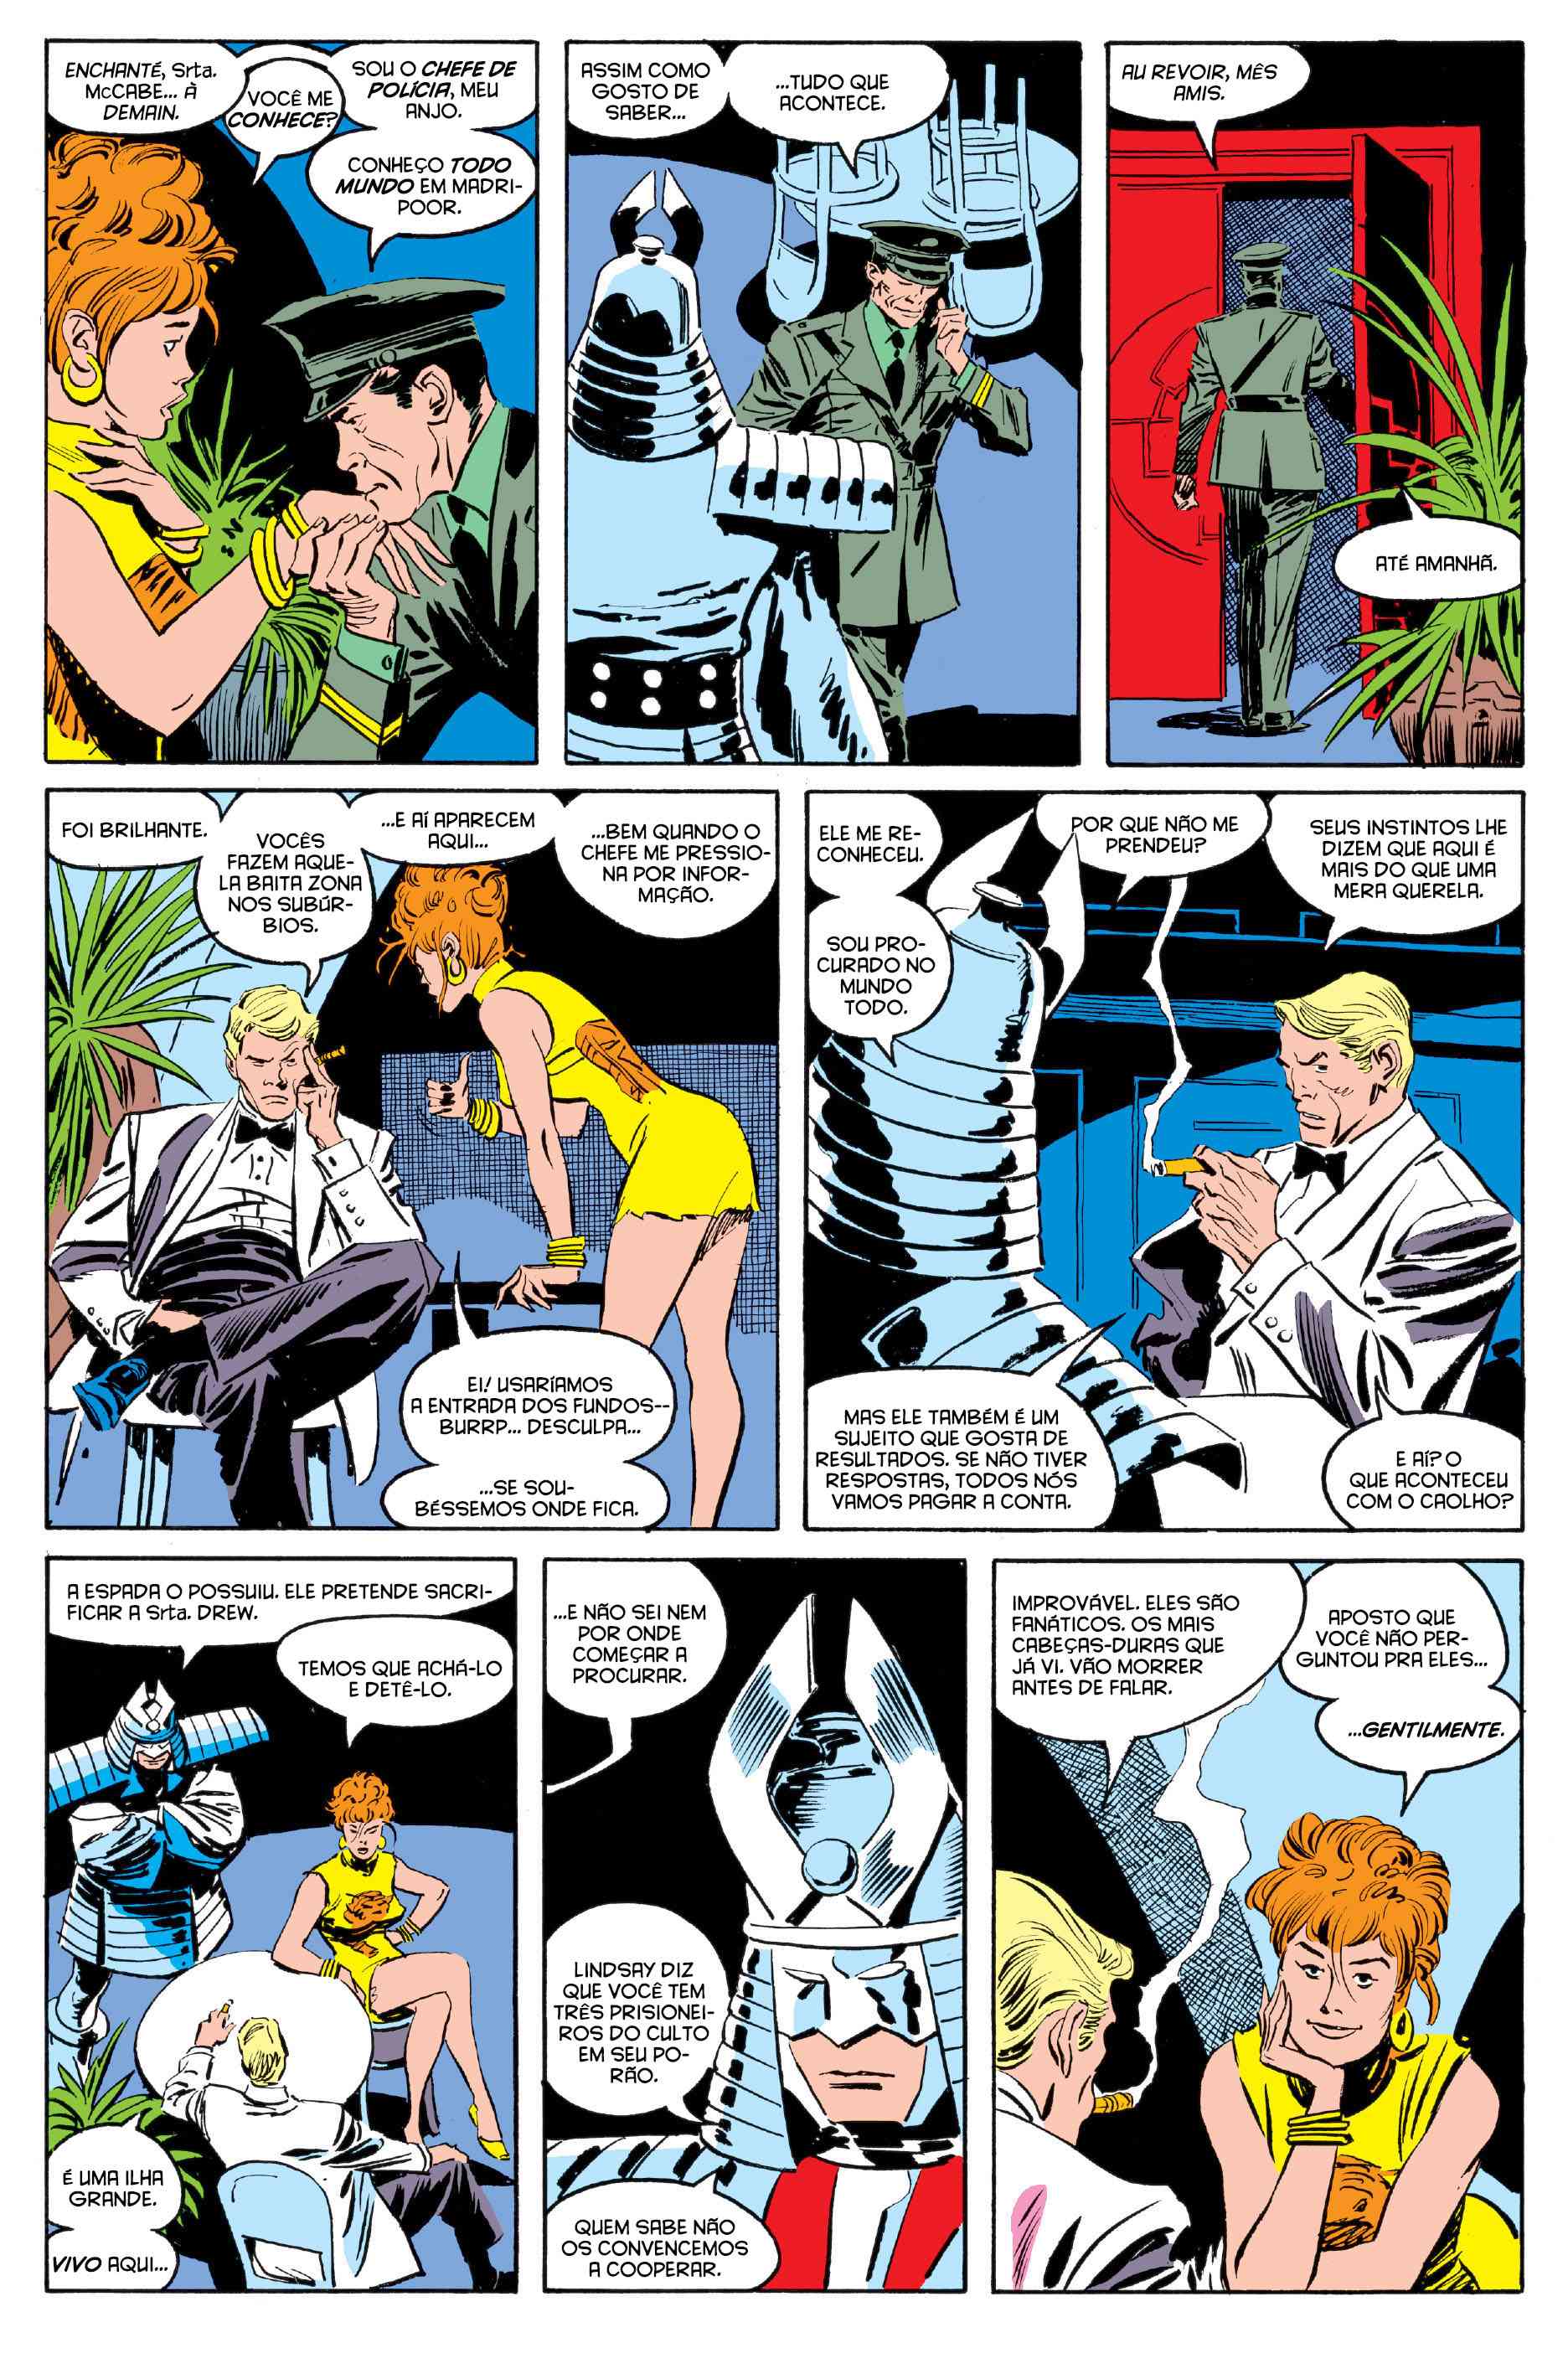 ENCHANTÉ, Srta.
McCABE... À
DEMAIN.
VOCÊ ME
CONHECE?
SOU O CHEFE DE
POLÍCIA, MEU
ANJO.
CONHEÇO TODO
MUNDO EM MADRI-
POOR.
ASSIM COMO
GOSTO DE
SABER...
...TUDO QUE
ACONTECE.
AU REVOIR, MÊS
AMIS.
ATÉ AMANHÃ.
FOI BRILHANTE.
VOCÊS
FAZEM AQUE-
LA BAITA ZONA
NOS SUBÚR-
BIOS.
...E AÍ APARECEM
AQUI...
...BEM QUANDO O
CHEFE ME PRESSIO-
NA POR INFOR-
MAÇÃO.
EI! USARÍAMOS
A ENTRADA DOS FUNDOS--
BURRP... DESCULPA...
...SE SOU-
BÉSSEMOS ONDE FICA.
ELE ME RE-
CONHECEU.
SOU PRO-
CURADO NO
MUNDO
TODO.
POR QUE NÃO ME
PRENDEU?
SEUS INSTINTOS LHE
DIZEM QUE AQUI É
MAIS DO QUE UMA
MERA QUERELA.
MAS ELE TAMBÉM É UM
SUJEITO QUE GOSTA DE
RESULTADOS. SE NÃO TIVER
RESPOSTAS, TODOS NÓS
VAMOS PAGAR A CONTA.
E AÍ? O
QUE ACONTECEU
COM O CAOLHO?
A ESPADA O POSSUIU. ELE PRETENDE SACRI-
FICAR A Srta. DREW.
TEMOS QUE ACHÁ-LO
E DETÊ-LO.
É UMA ILHA
GRANDE.
VIVO AQUI...
...E NÃO SEI NEM
POR ONDE
COMEÇAR A
PROCURAR.
LINDSAY DIZ
QUE VOCÊ TEM
TRÊS PRISIONEI-
ROS DO CULTO
EM SEU PO-
RÃO.
QUEM SABE NÃO
OS CONVENCEMOS
A COOPERAR.
IMPROVÁVEL. ELES SÃO
FANÁTICOS. OS MAIS
CABEÇAS-DURAS QUE
JÁ VI. VÃO MORRER
ANTES DE FALAR.
APOSTO QUE
VOCÊ NÃO PER-
GUNTOU PRA ELES...
...GENTILMENTE.